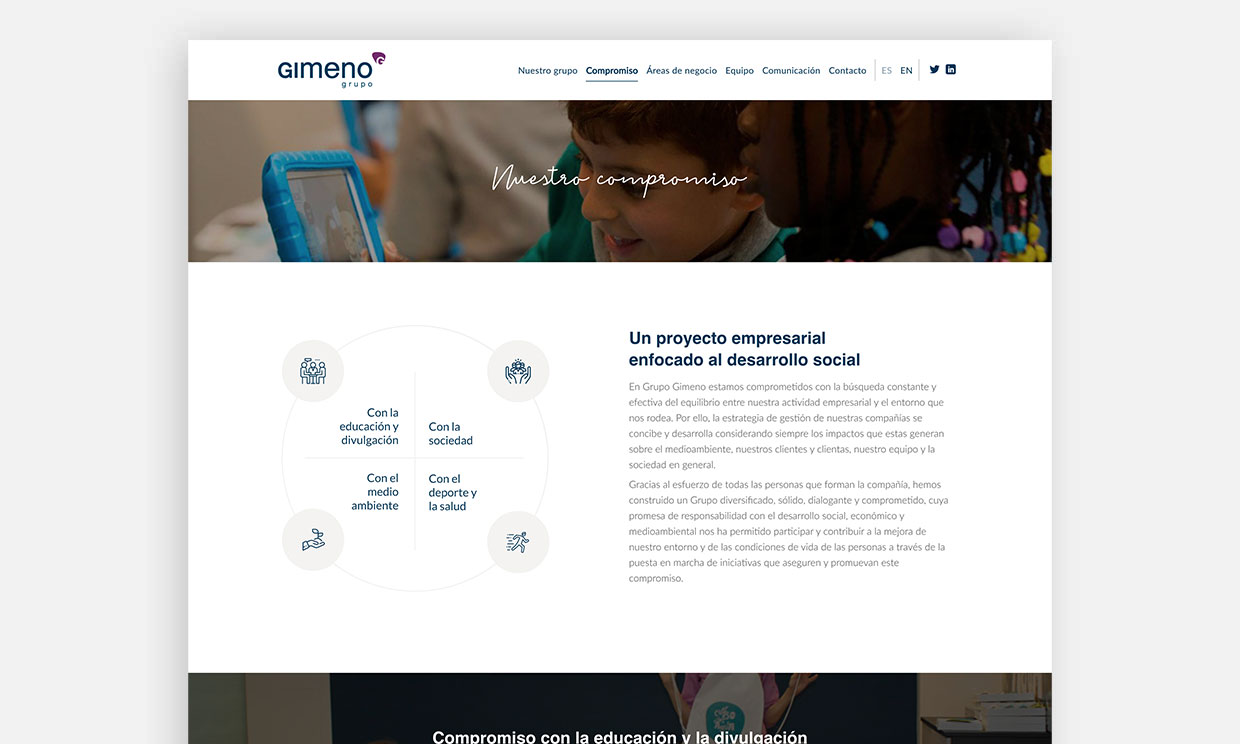 Gimeno
grupo
Nuestro grupo Compromiso Áreas de negocio Equipo Comunicación Contacto ES EN
Nuestro compromiso
Con la
educación y
divulgación
Con la
sociedad
Con el
medio
ambiente
Con el
deporte y
la salud
Un proyecto empresarial
enfocado al desarrollo social
En Grupo Gimeno estamos comprometidos con la búsqueda constante y
efectiva del equilibrio entre nuestra actividad empresarial y el entorno que
nos rodea. Por ello, la estrategia de gestión de nuestras compañías se
concibe y desarrolla considerando siempre los impactos que estas generan
sobre el medioambiente, nuestros clientes y clientas, nuestro equipo y la
sociedad en general.
Gracias al esfuerzo de todas las personas que forman la compañía, hemos
construido un Grupo diversificado, sólido, dialogante y comprometido, cuya
promesa de responsabilidad con el desarrollo social, económico y
medioambiental nos ha permitido participar y contribuir a la mejora de
nuestro entorno y de las condiciones de vida de las personas a través de la
puesta en marcha de iniciativas que aseguren y promuevan este
compromiso.
Compromiso con la educación y la divulgación